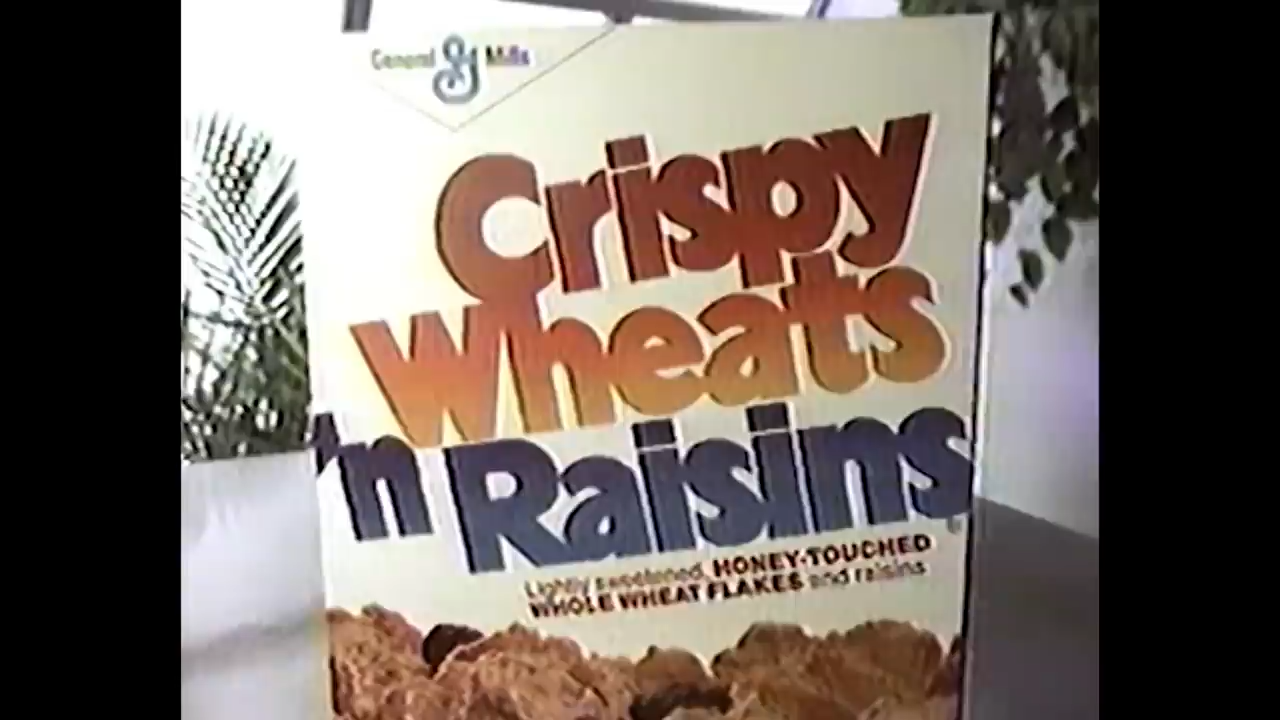 General G Mills
Crispy
Wheats
'n Raisins®
Lightly sweetened, HONEY-TOUCHED
WHOLE WHEAT FLAKES and raisins